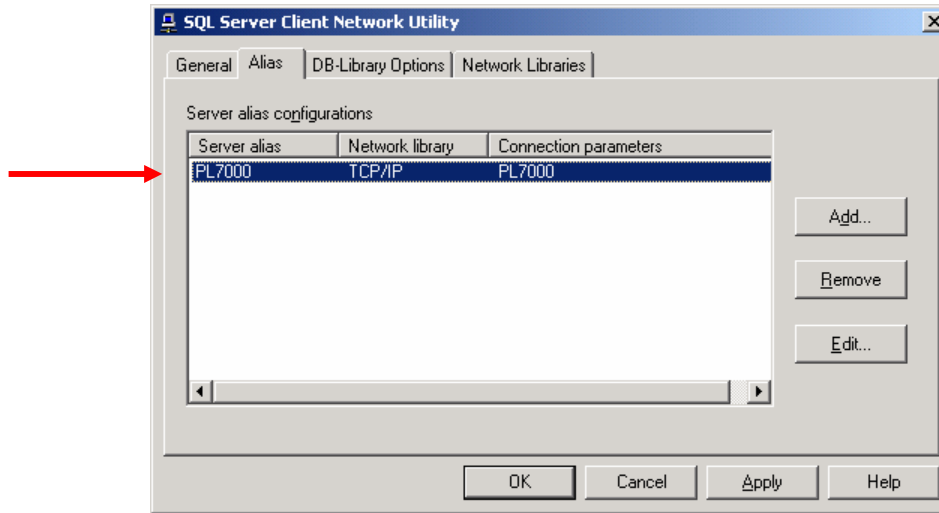 SQL Server Client Network Utility
General Alias DB-Library Options Network Libraries
Server alias configurations
Server alias Network library Connection parameters
PL7000 TCP/IP PL7000
Add...
Remove
Edit...
OK Cancel Apply Help